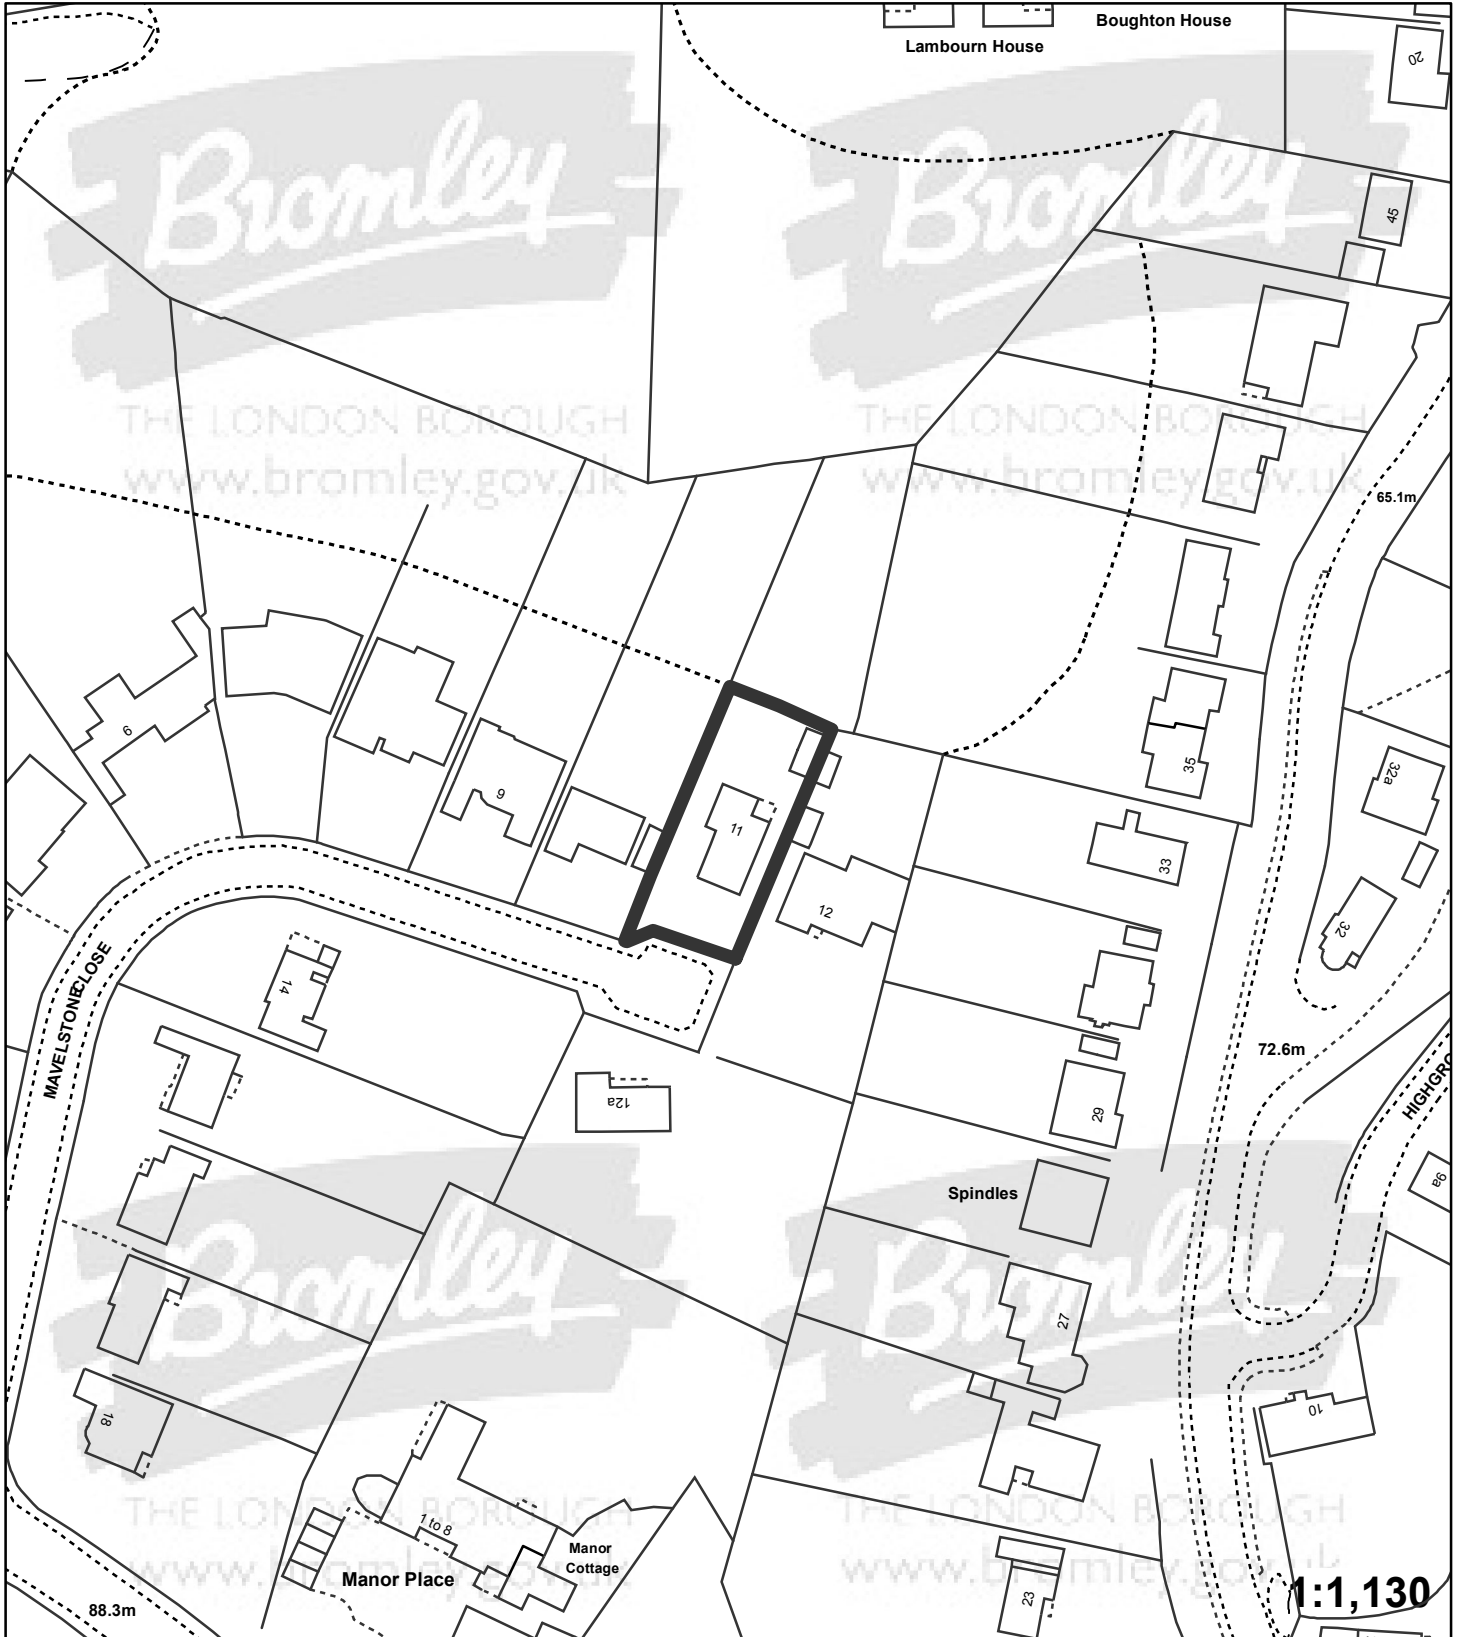 Boughton House
Lambourn House
20
Bromley
Bromley
45
THE LONDON BOROUGH
www.bromley.gov.uk
THE LONDON BOROUGH
www.bromley.gov.uk
65.1m
6
9
11
12
35
33
32a
32
MAVELSTONE CLOSE
14
12a
72.6m
29
Spindles
9a
Bromley
Bromley
27
18
10
THE LONDON BOROUGH
www.bromley.gov.uk
THE LONDON BOROUGH
www.bromley.gov.uk
1 to 8
Manor
Cottage
Manor Place
23
88.3m
1:1,130